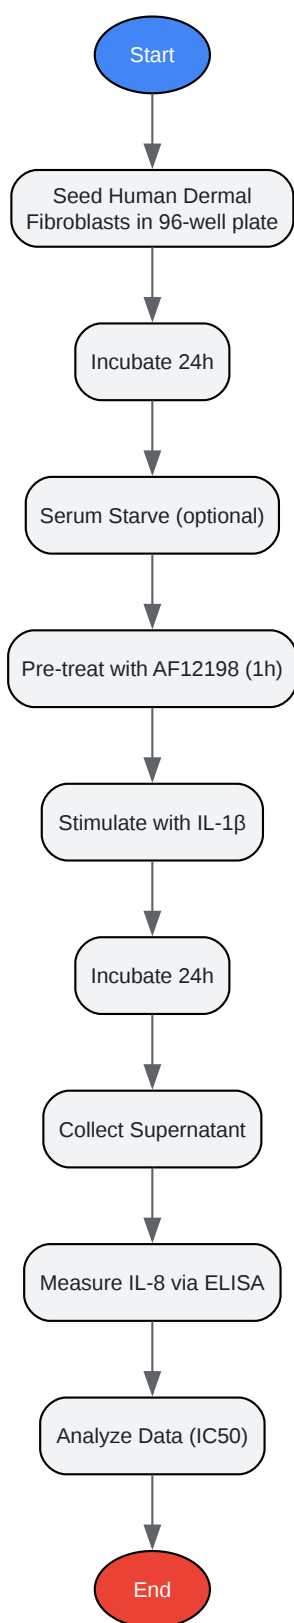 Start
Seed Human Dermal
Fibroblasts in 96-well plate
Incubate 24h
Serum Starve (optional)
Pre-treat with AF12198 (1h)
Stimulate with IL-1β
Incubate 24h
Collect Supernatant
Measure IL-8 via ELISA
Analyze Data (IC50)
End